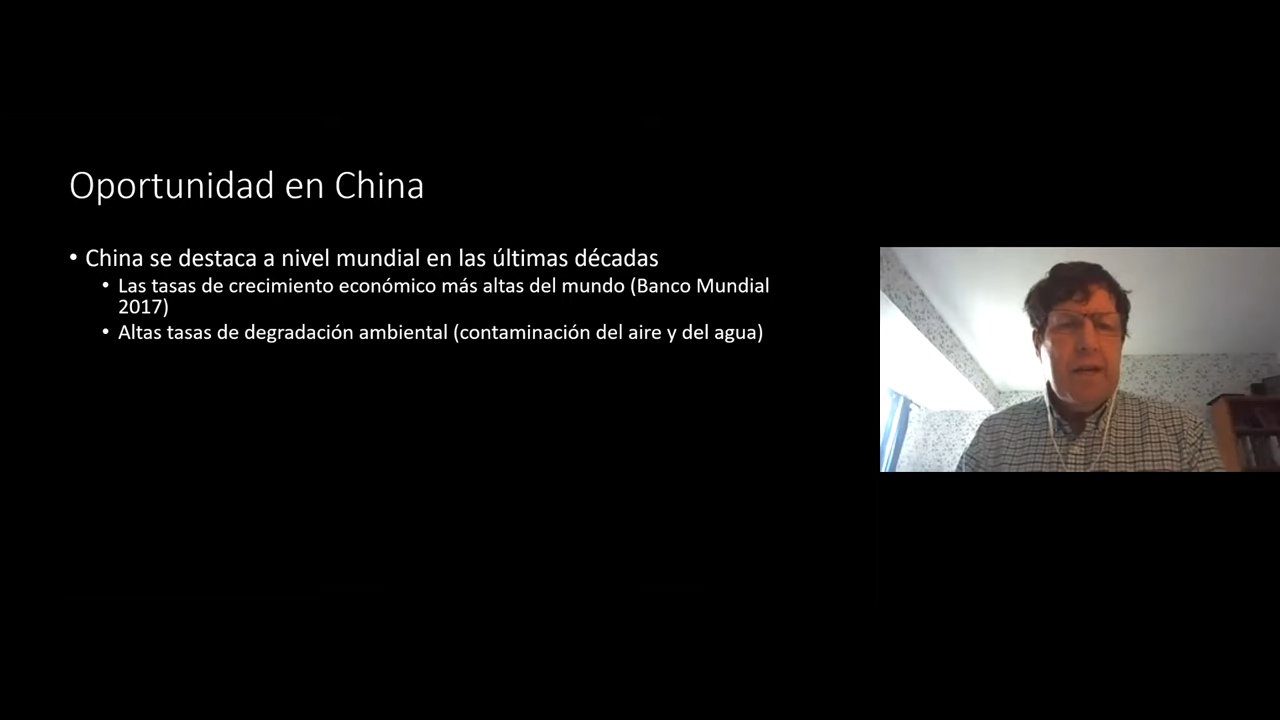 Oportunidad en China
• China se destaca a nivel mundial en las últimas décadas
• Las tasas de crecimiento económico más altas del mundo (Banco Mundial
2017)
• Altas tasas de degradación ambiental (contaminación del aire y del agua)